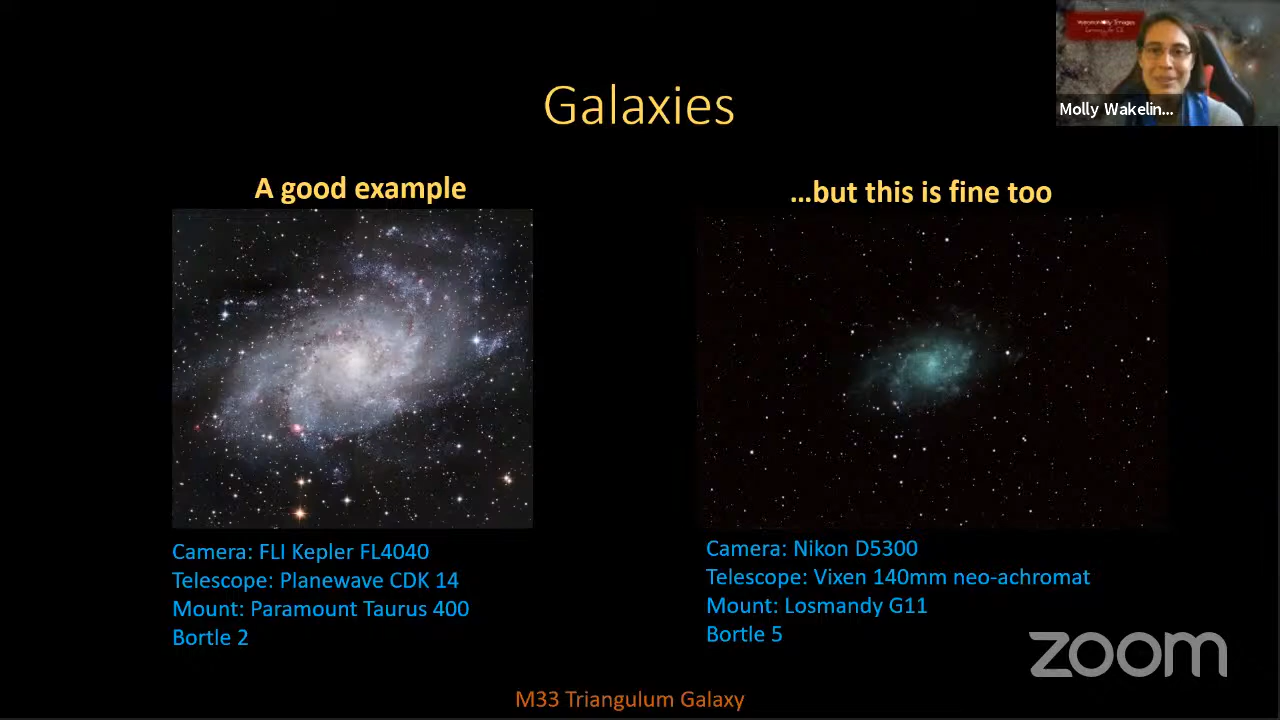 Galaxies
Molly Wakelin...
A good example
...but this is fine too
Camera: FLI Kepler FL4040
Telescope: Planewave CDK 14
Mount: Paramount Taurus 400
Bortle 2
Camera: Nikon D5300
Telescope: Vixen 140mm neo-achromat
Mount: Losmandy G11
Bortle 5
zoom
M33 Triangulum Galaxy